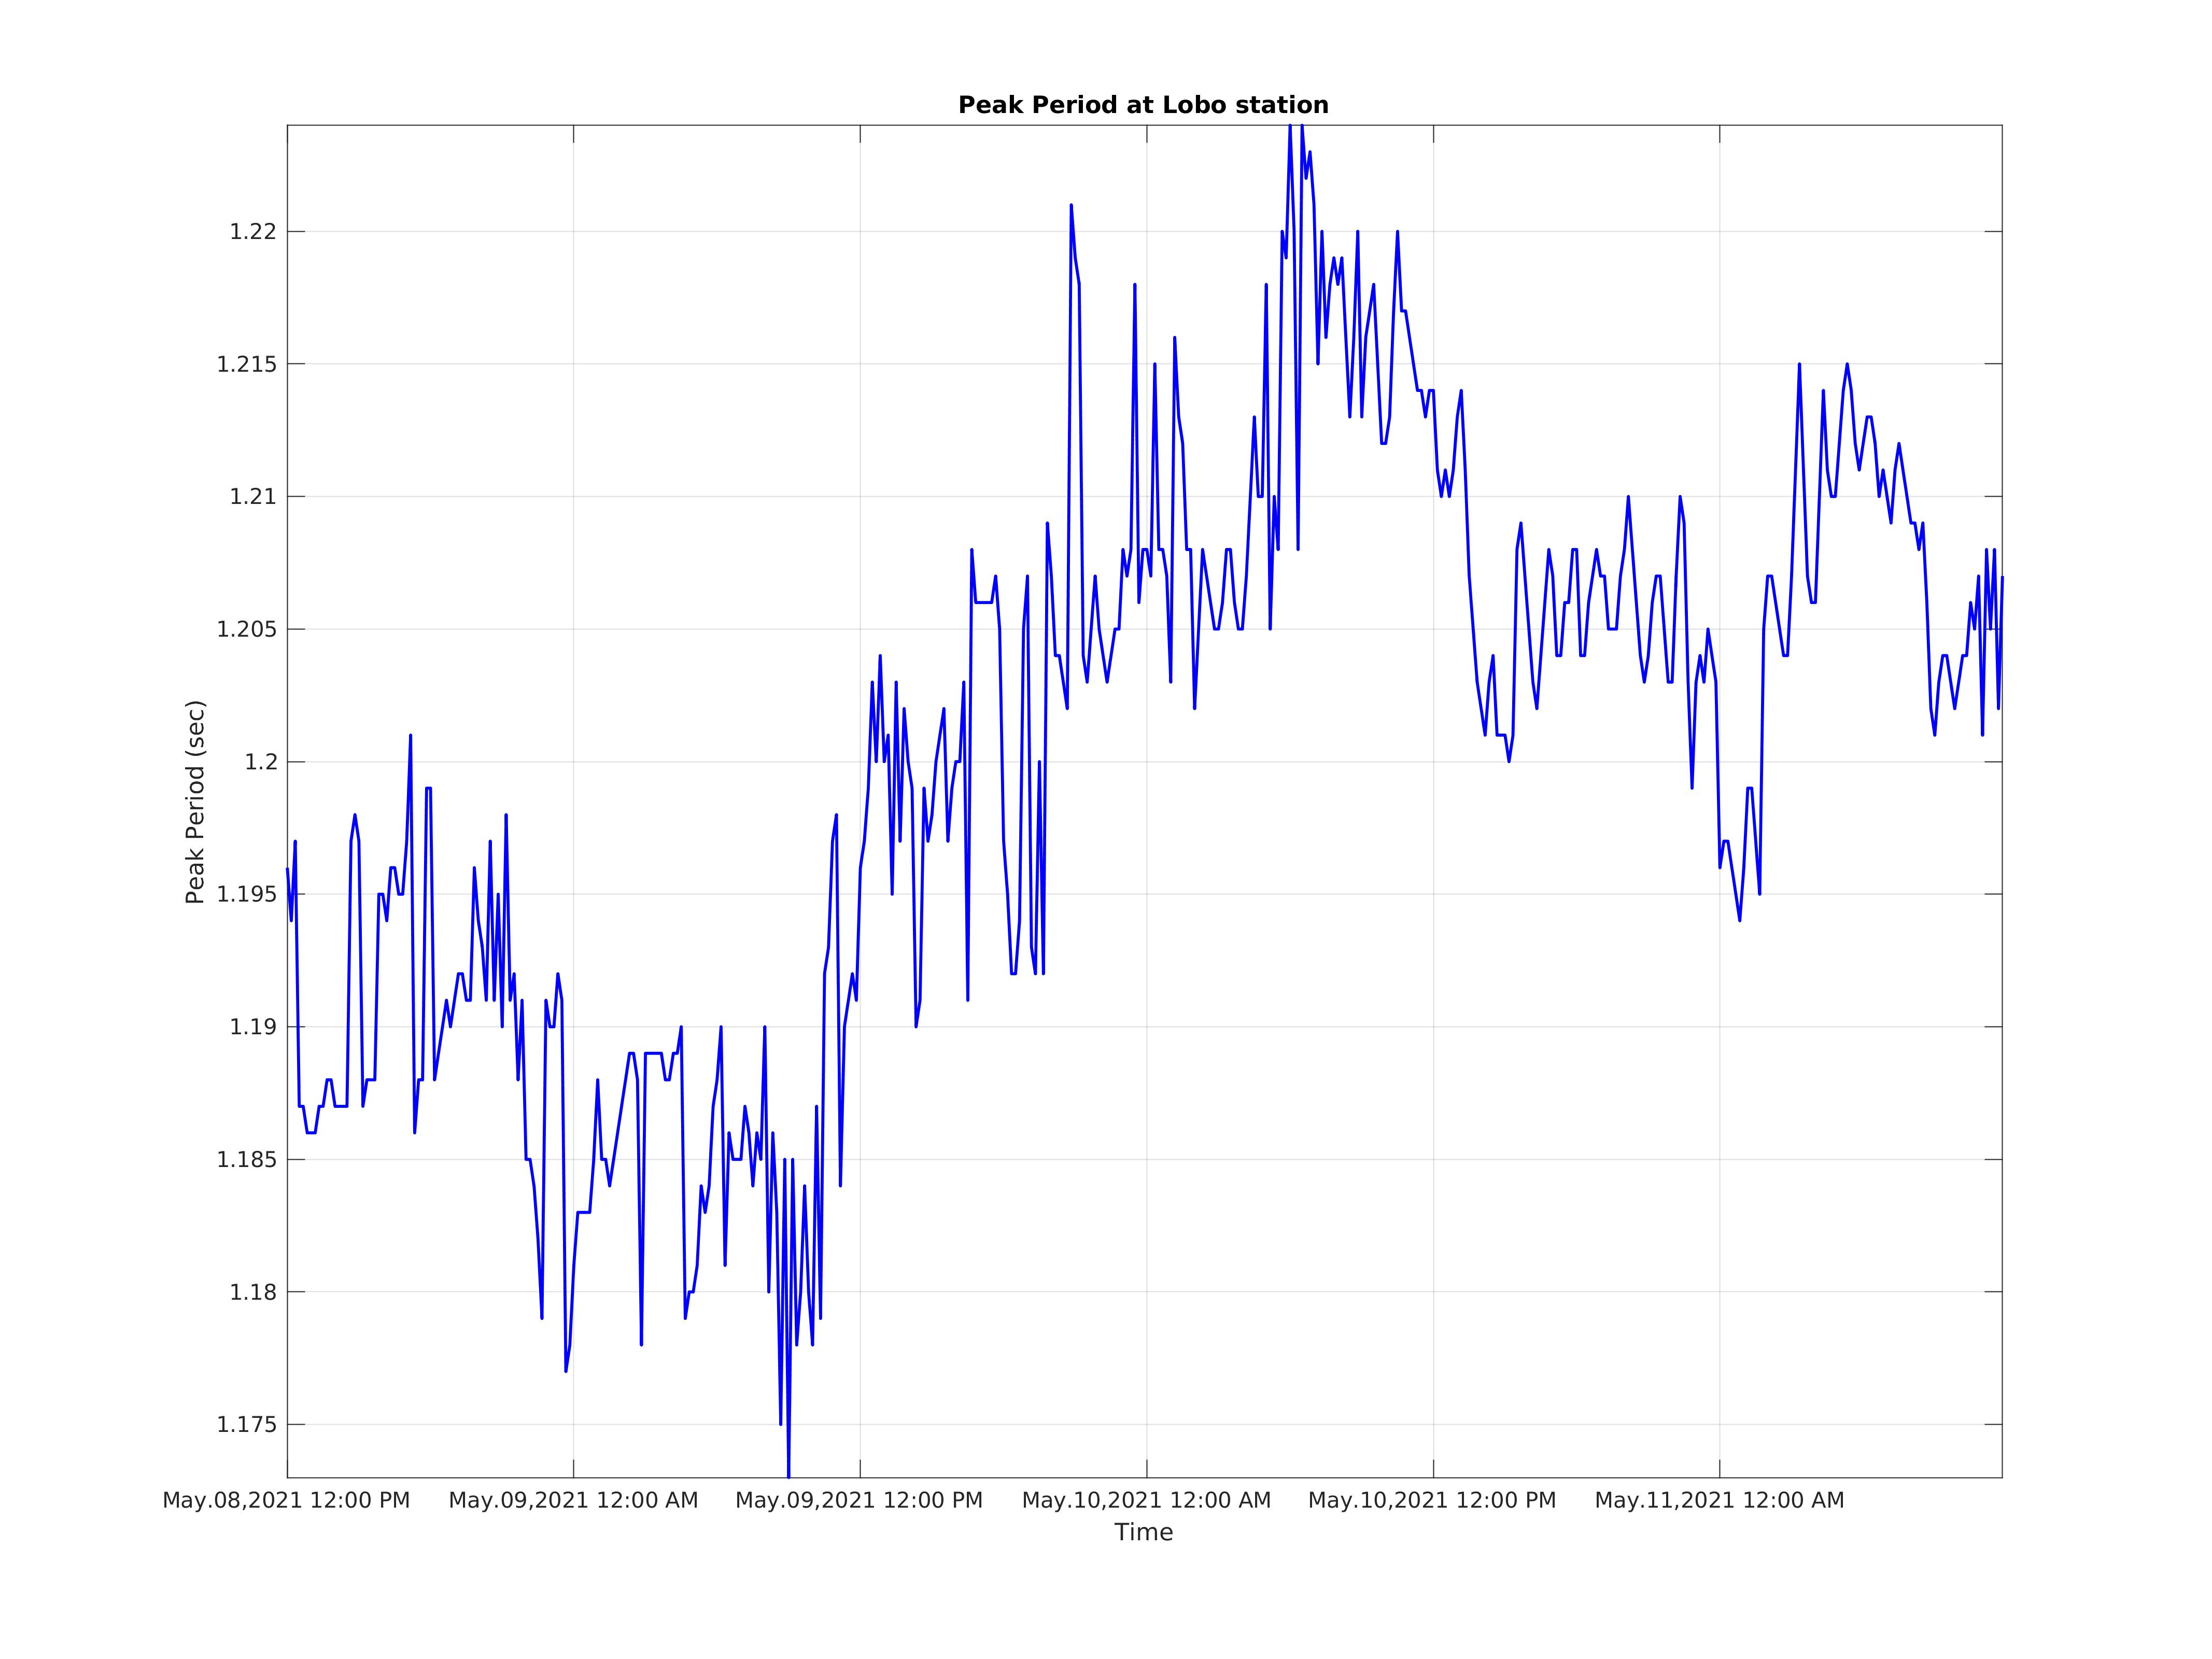 Peak Period at Lobo station
Peak Period (sec)
1.22
1.215
1.21
1.205
1.2
1.195
1.19
1.185
1.18
1.175
May.08,2021 12:00 PM
May.09,2021 12:00 AM
May.09,2021 12:00 PM
May.10,2021 12:00 AM
May.10,2021 12:00 PM
May.11,2021 12:00 AM
Time